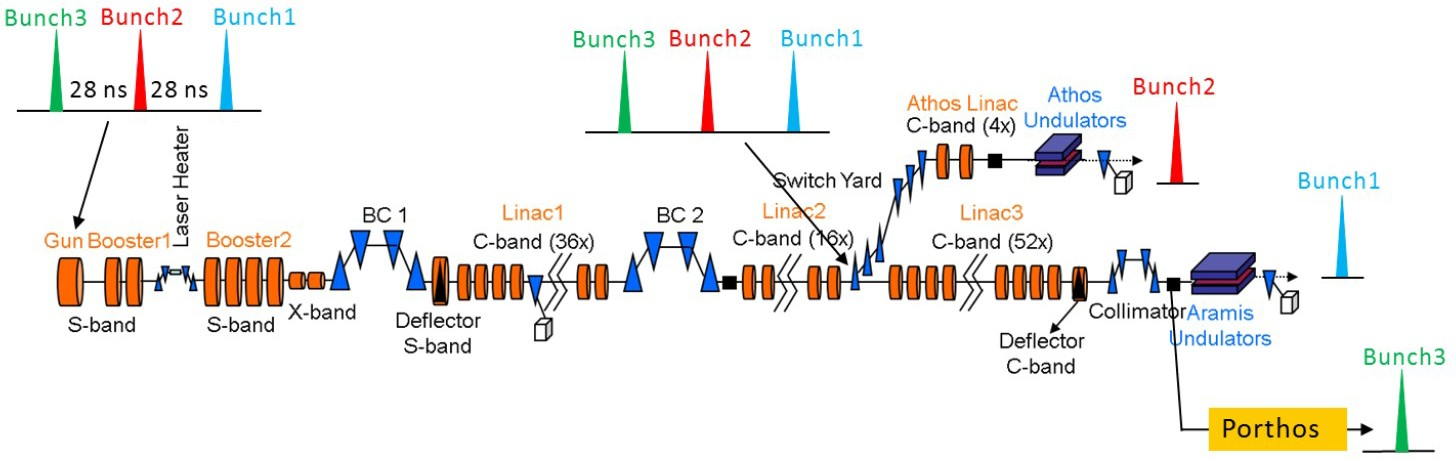 Bunch3 Bunch2 Bunch1
28 ns 28 ns
Bunch3 Bunch2 Bunch1
Athos Linac
C-band (4x)
Athos
Undulators
Bunch2
Bunch1
Laser Heater
Switch Yard
Gun Booster1
Booster2
BC 1
Linac1
C-band (36x)
BC 2
Linac2
C-band (16x)
Linac3
C-band (52x)
S-band
S-band
X-band
Deflector
S-band
Deflector
C-band
Collimator
Aramis
Undulators
Bunch3
Porthos